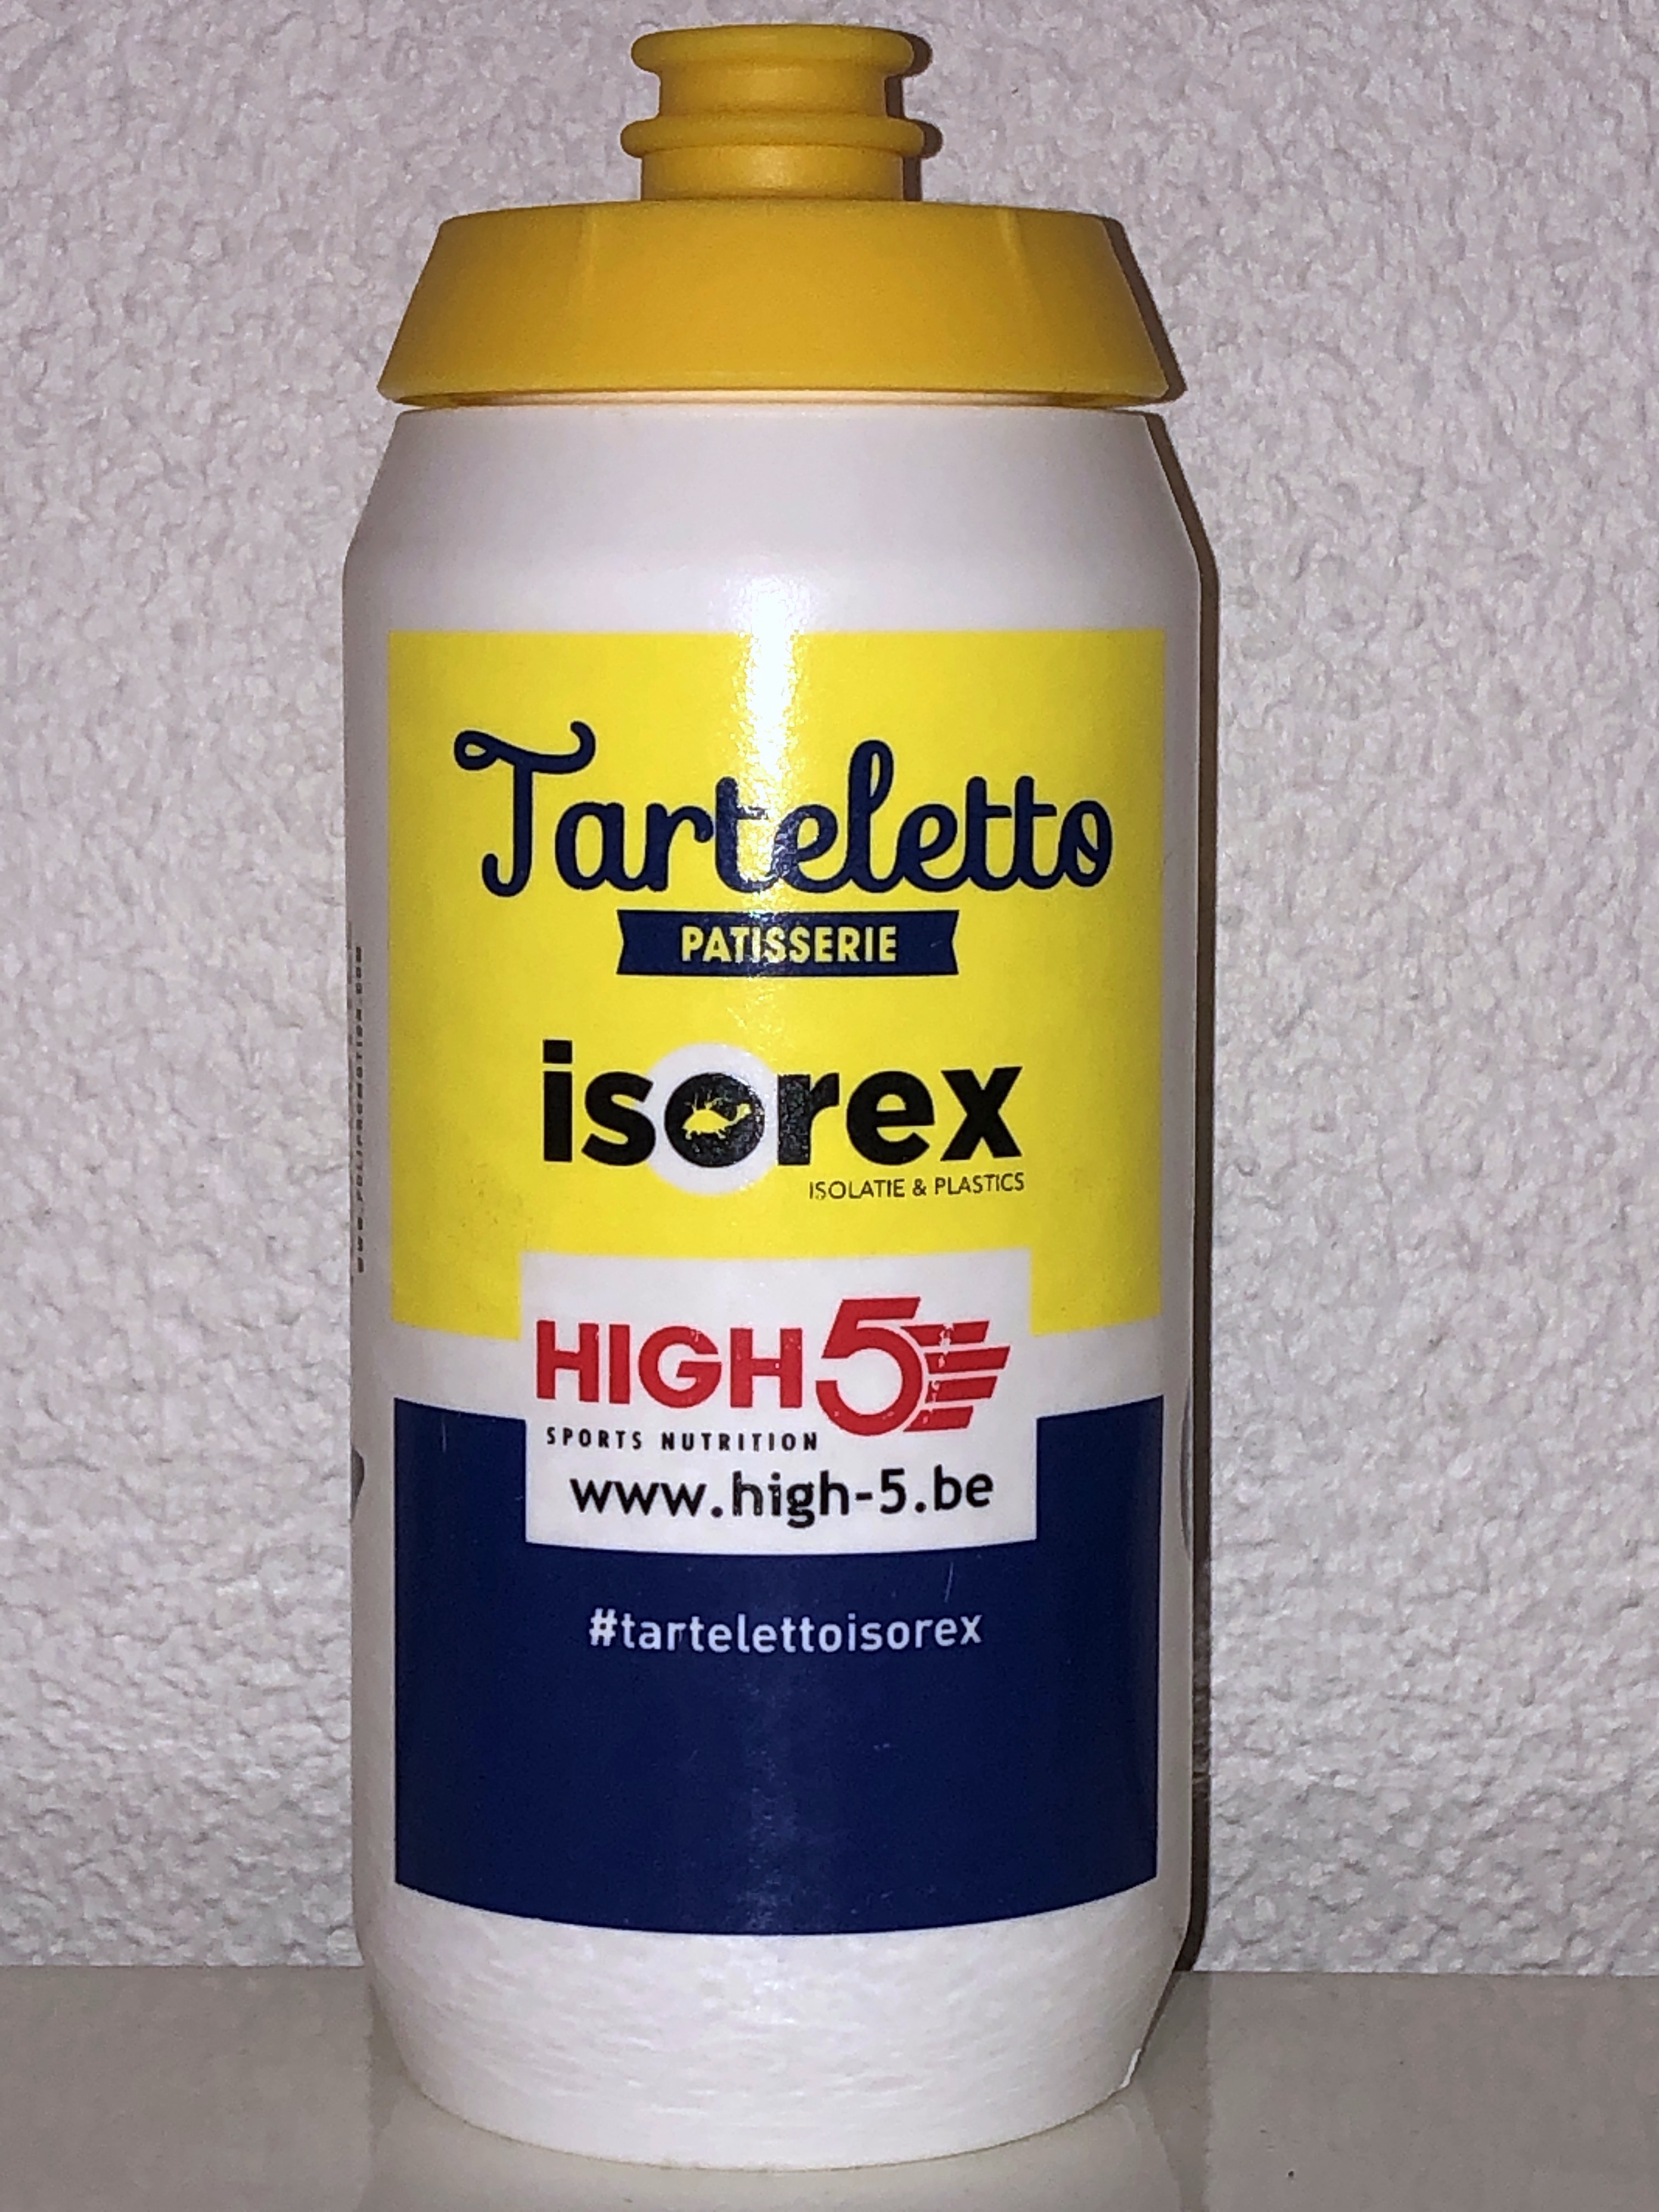 Tarteletto
PATISSERIE
isorex
ISOLATIE & PLASTICS
HIGH5
SPORTS NUTRITION
www.high-5.be
#tartelettoisorex